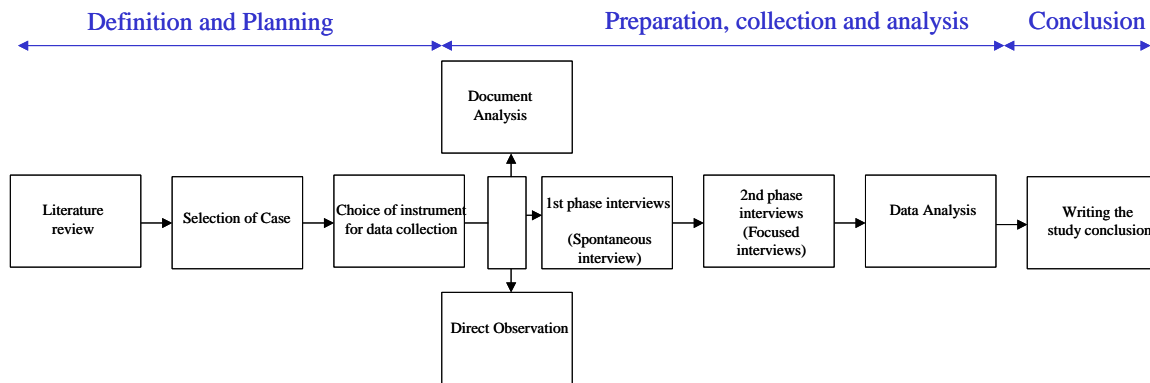 Definition and Planning
Preparation, collection and analysis
Conclusion
Document
Analysis
Literature
review
Selection of Case
Choice of instrument
for data collection
1st phase interviews
(Spontaneous
interview)
2nd phase
interviews
(Focused
interviews)
Data Analysis
Writing the
study conclusion
Direct Observation